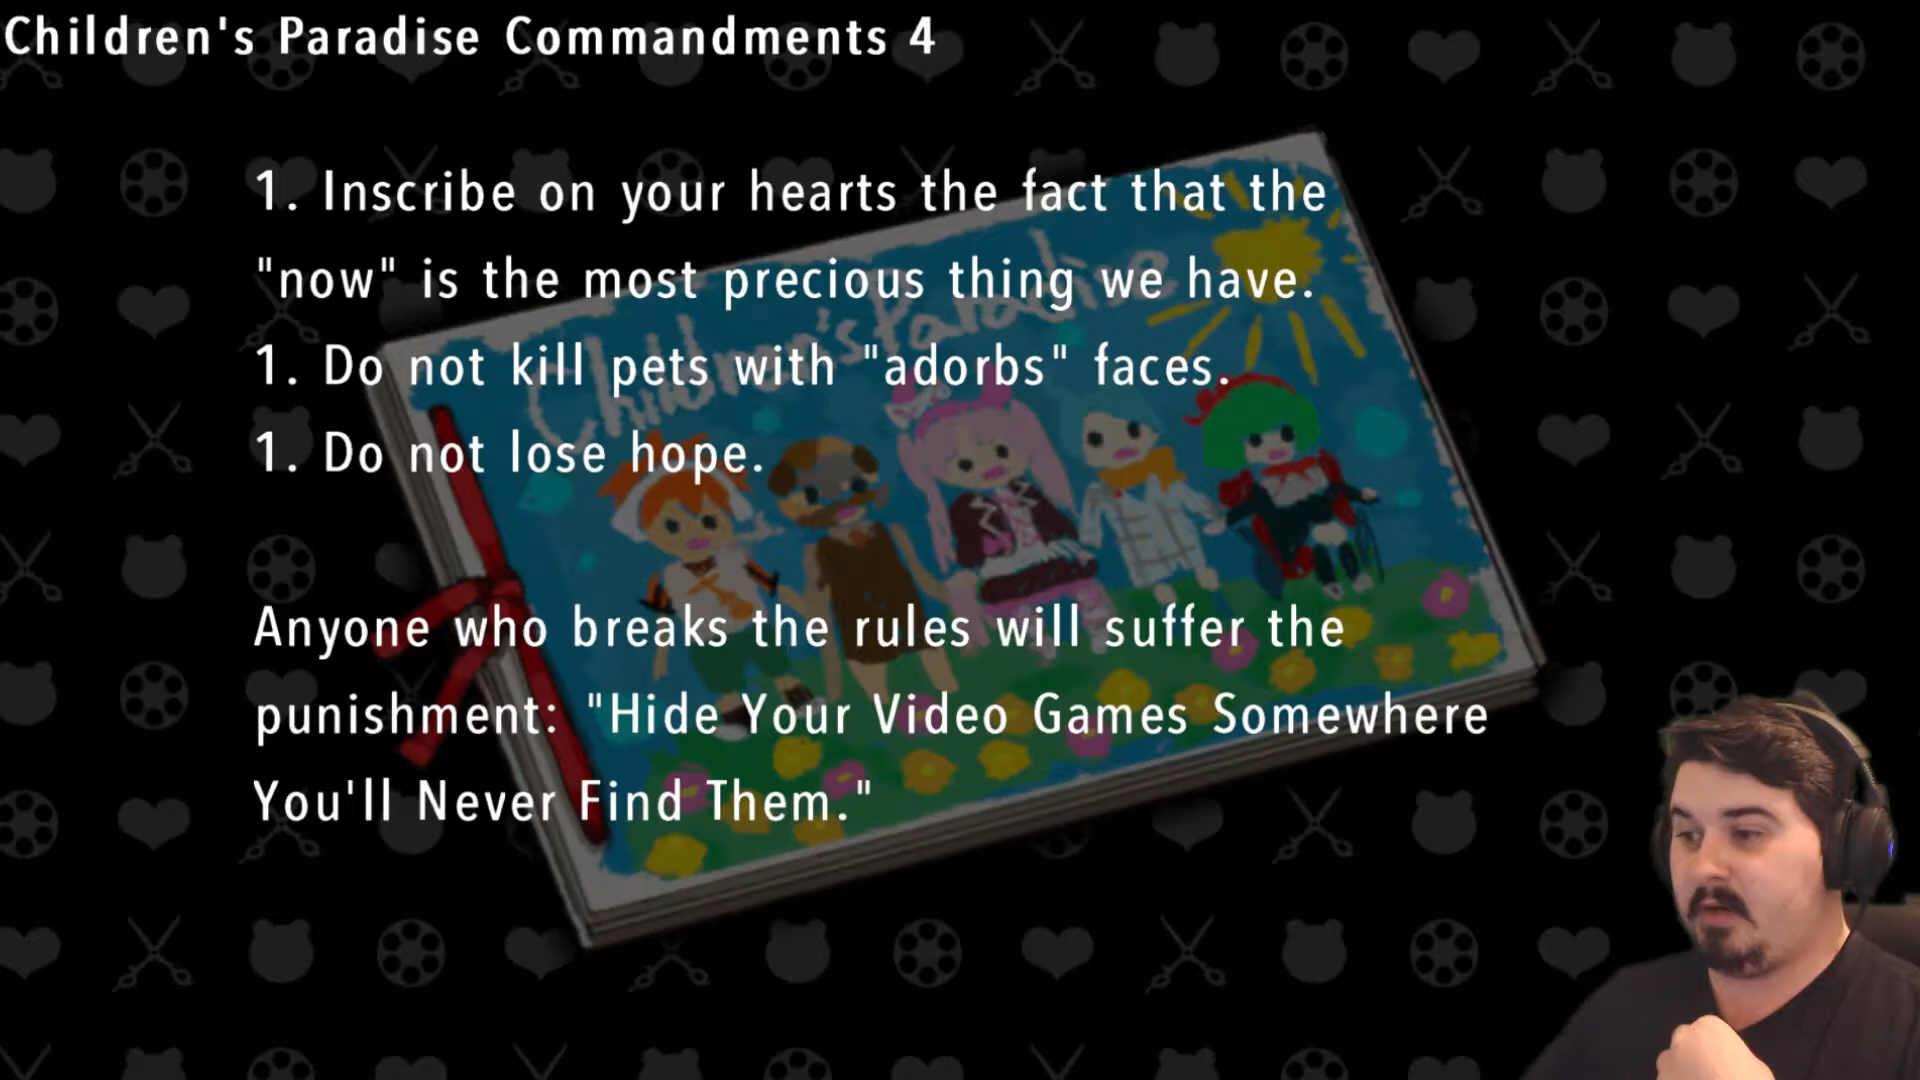 Children's Paradise Commandments 4
1. Inscribe on your hearts the fact that the
"now" is the most precious thing we have.
1. Do not kill pets with "adorbs" faces.
1. Do not lose hope.
Anyone who breaks the rules will suffer the
punishment: "Hide Your Video Games Somewhere
You'll Never Find Them."
Children's Paradise